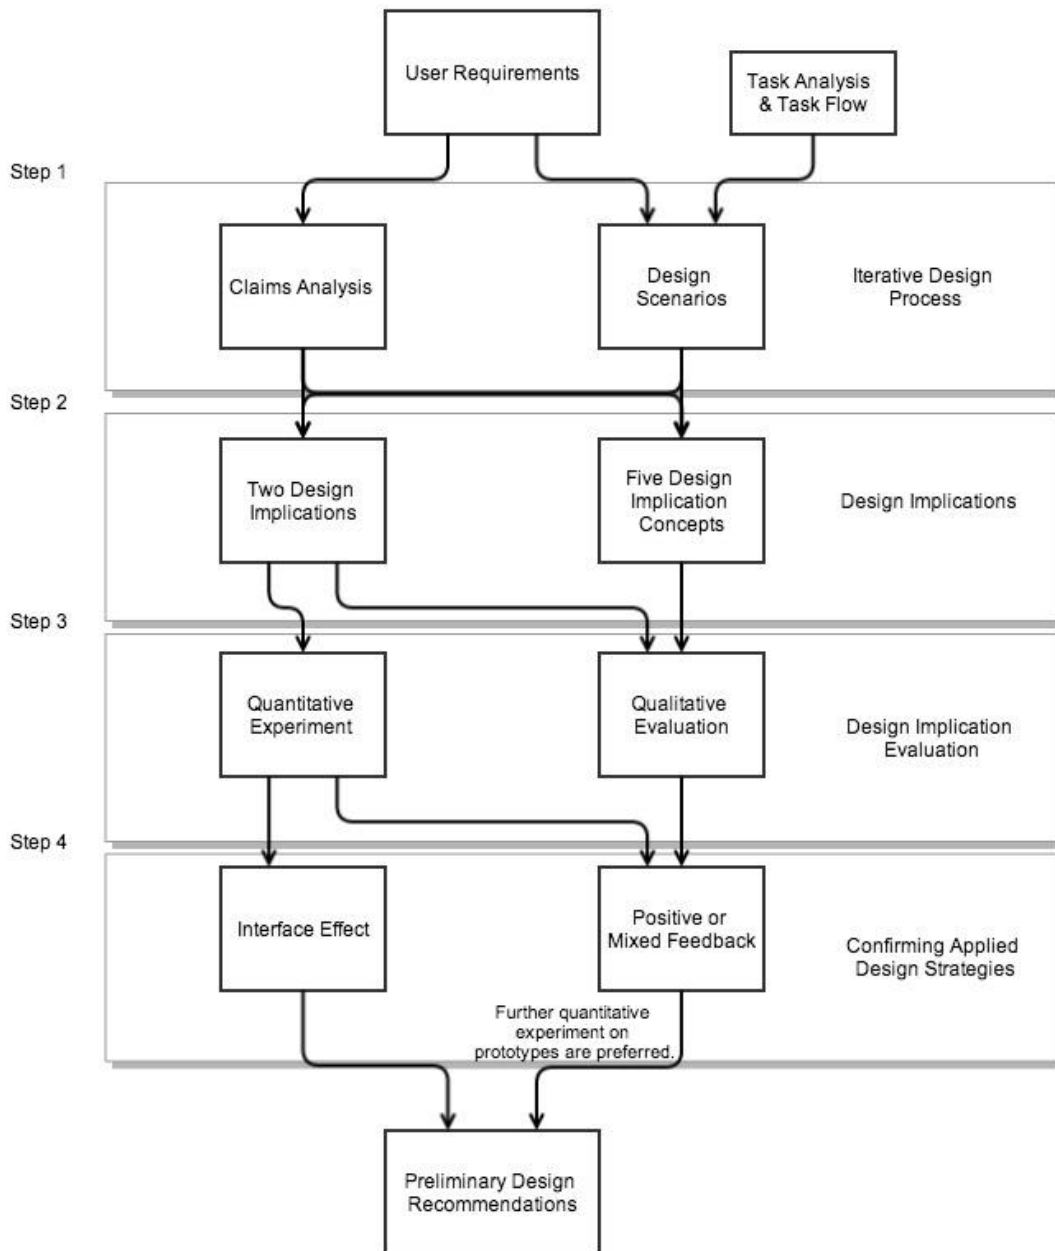 User Requirements
Task Analysis
& Task Flow
Step 1
Claims Analysis
Design
Scenarios
Iterative Design
Process
Step 2
Two Design
Implications
Five Design
Implication
Concepts
Design Implications
Step 3
Quantitative
Experiment
Qualitative
Evaluation
Design Implication
Evaluation
Step 4
Interface Effect
Positive or
Mixed Feedback
Confirming Applied
Design Strategies
Further quantitative
experiment on
prototypes are preferred.
Preliminary Design
Recommendations